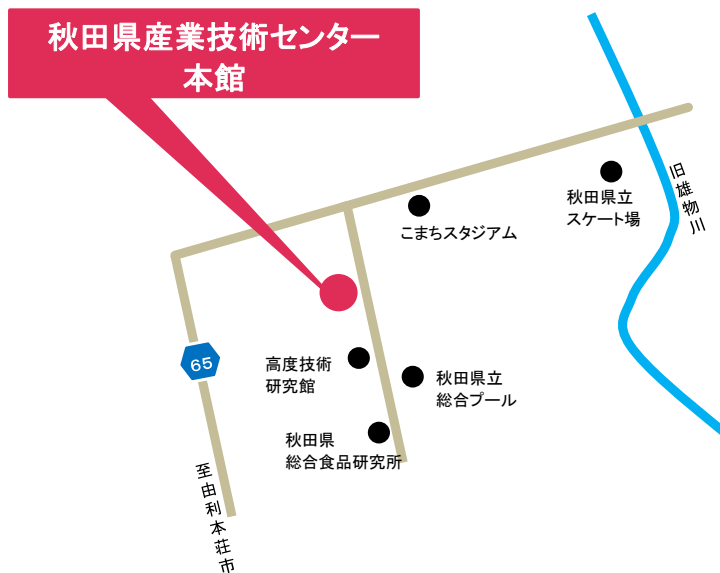 秋田県産業技術センター
本館
旧雄物川
秋田県立
スケート場
こまちスタジアム
65
高度技術
研究館
秋田県立
総合プール
秋田県
総合食品研究所
至由利本荘市